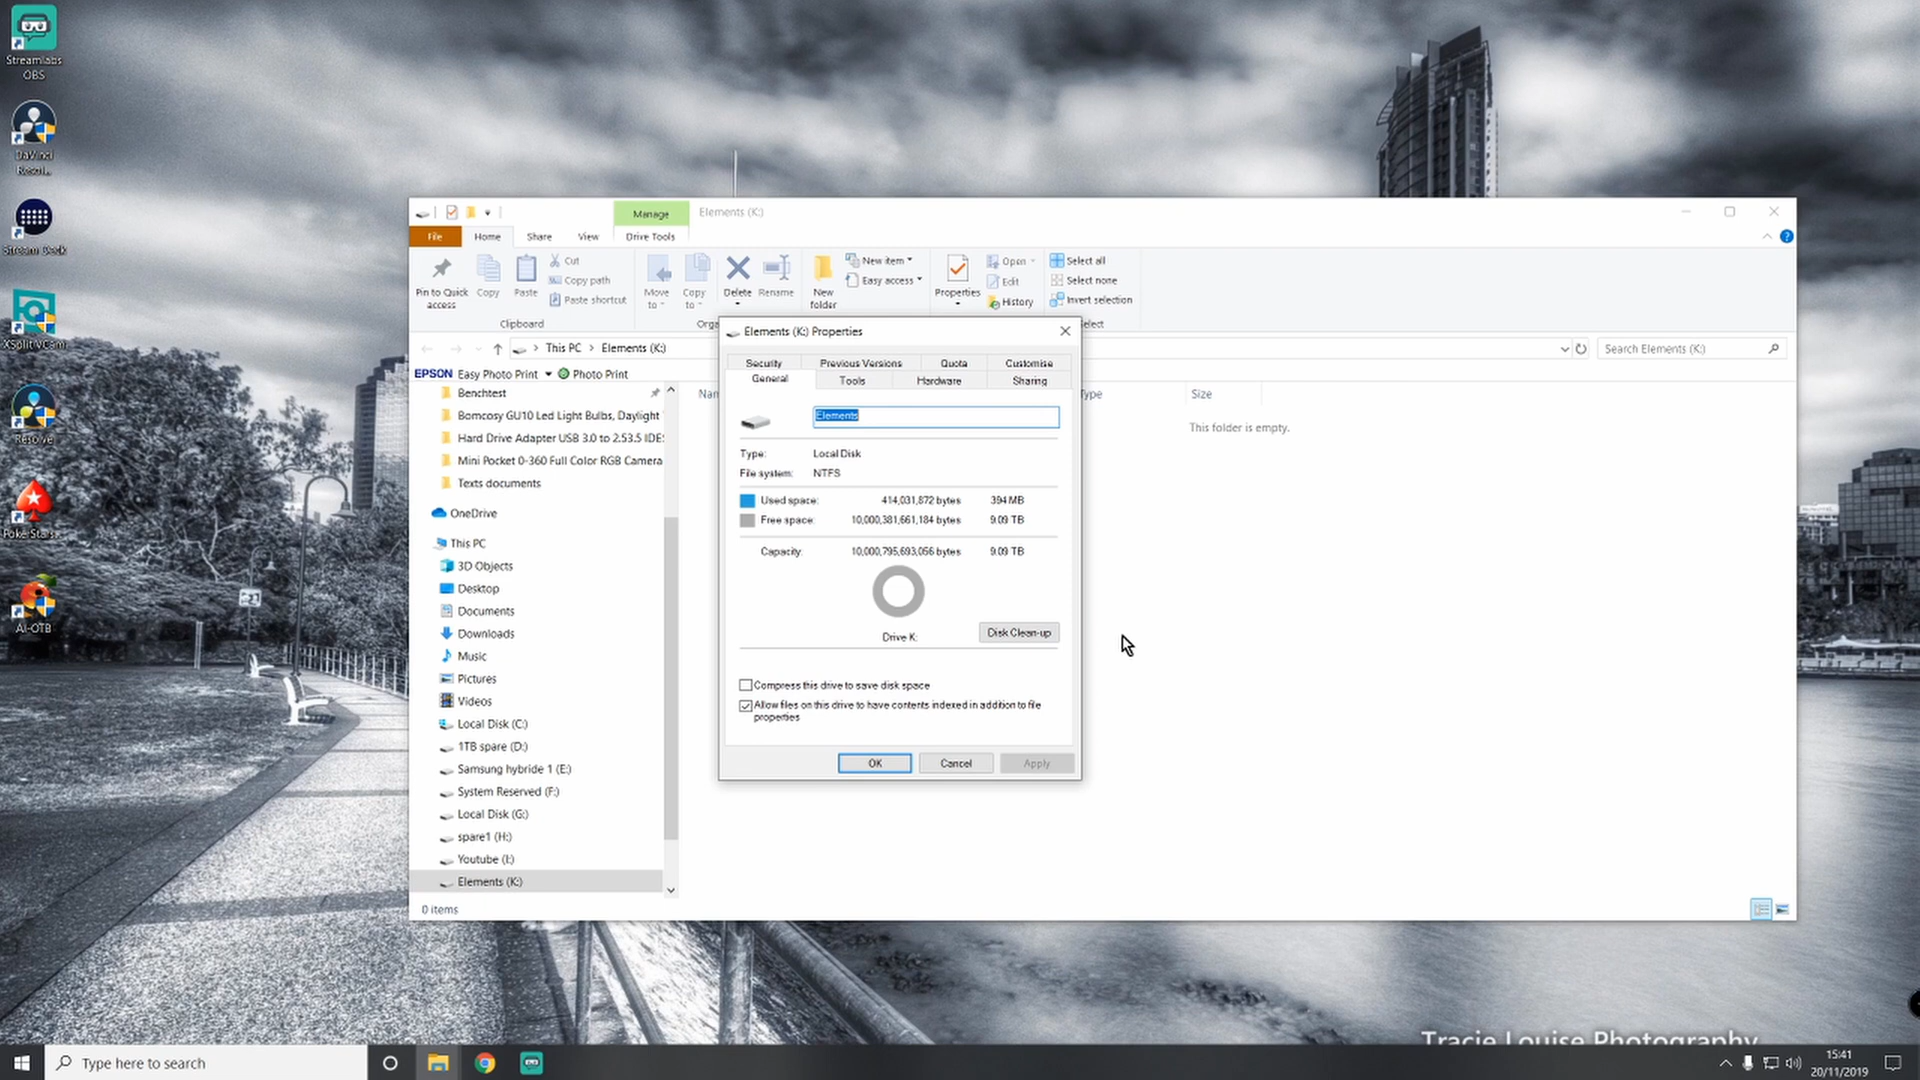 Streamlabs
OBS
DaVinci
Resol...
Stream Deck
XSplit VCam
Resolve
PokerStars
AI-OTB
Manage
Elements (K:)
File
Home
Share
View
Drive Tools
Pin to Quick
access
Copy
Paste
Cut
Copy path
Paste shortcut
Clipboard
Move
to
Copy
to
Delete
Rename
New
folder
New item
Easy access
Properties
Open
Edit
History
Select all
Select none
Invert selection
This PC
Elements (K:)
Search Elements (K:)
EPSON Easy Photo Print
Photo Print
Benchtest
Bomcosy GU10 Led Light Bulbs, Daylight
Hard Drive Adapter USB 3.0 to 2.53.5 IDE
Mini Pocket 0-360 Full Color RGB Camera
Texts documents
OneDrive
This PC
3D Objects
Desktop
Documents
Downloads
Music
Pictures
Videos
Local Disk (C:)
1TB spare (D:)
Samsung hybride 1 (E:)
System Reserved (F:)
Local Disk (G:)
spare1 (H:)
Youtube (I:)
Elements (K:)
0 items
Size
This folder is empty.
Elements (K:) Properties
Security
Previous Versions
Quota
Customise
General
Tools
Hardware
Sharing
Elements
Type: Local Disk
File system: NTFS
Used space: 414,031,872 bytes 394 MB
Free space: 10,000,381,661,184 bytes 9.09 TB
Capacity: 10,000,795,693,056 bytes 9.09 TB
Drive K:
Disk Clean-up
Compress this drive to save disk space
Allow files on this drive to have contents indexed in addition to file
properties
OK
Cancel
Apply
Tracie Louise Photography
Type here to search
15:41
20/11/2019